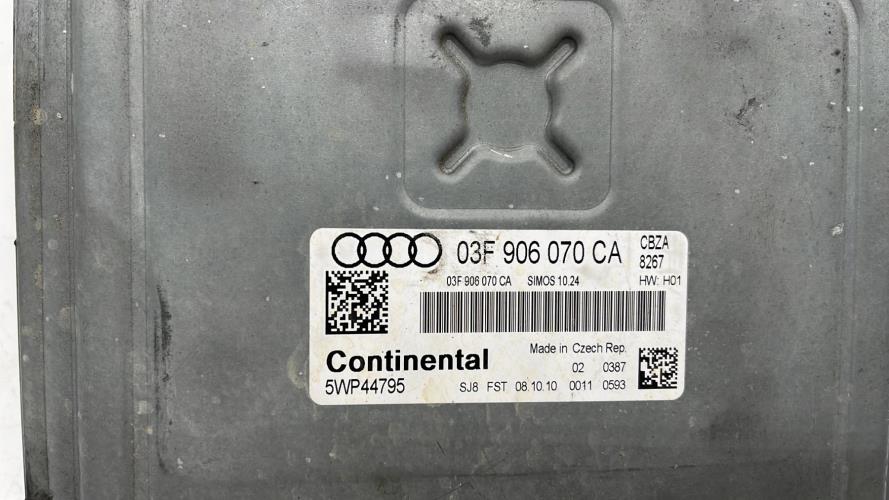 03F 906 070 CA CBZA
8267
03F 906 070 CA SIMOS 10.24 HW: H01
Continental Made in Czech Rep.
02 0387
5WP44795 SJ8 FST 08.10.10 0011 0593